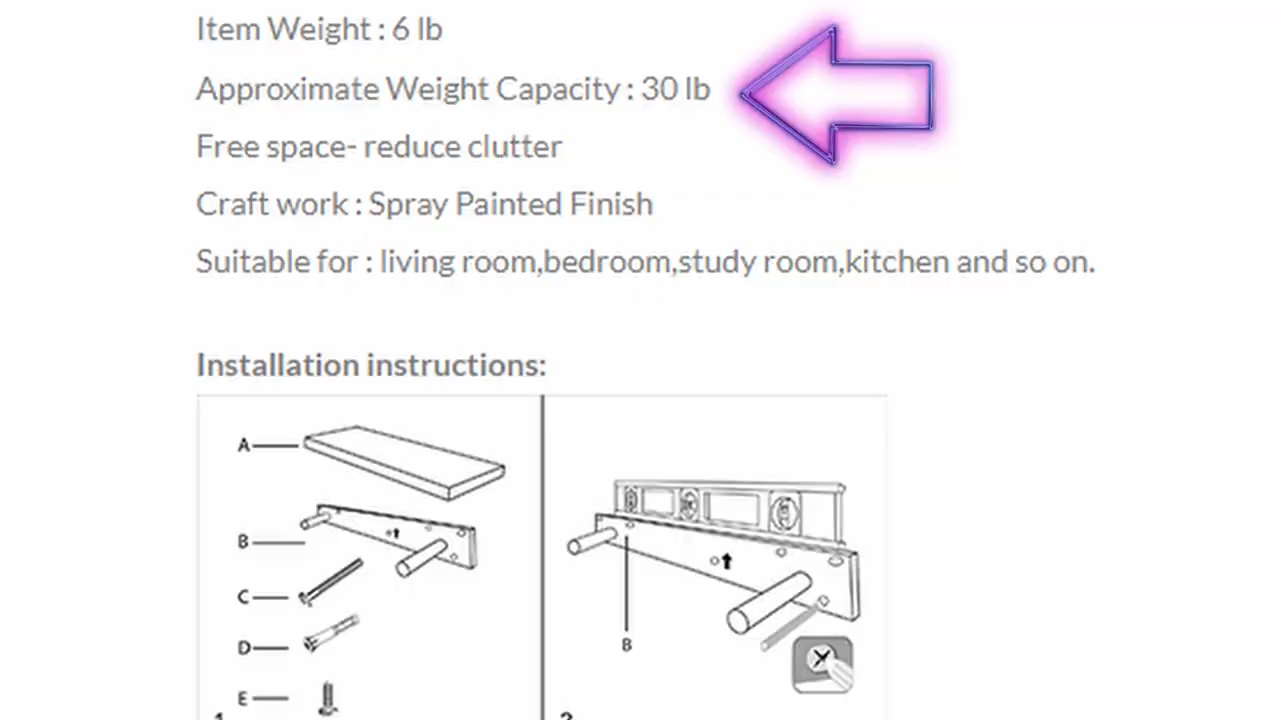 Item Weight : 6 lb
Approximate Weight Capacity : 30 lb
Free space- reduce clutter
Craft work : Spray Painted Finish
Suitable for : living room,bedroom,study room,kitchen and so on.
Installation instructions:
A
B
C
D
E
B